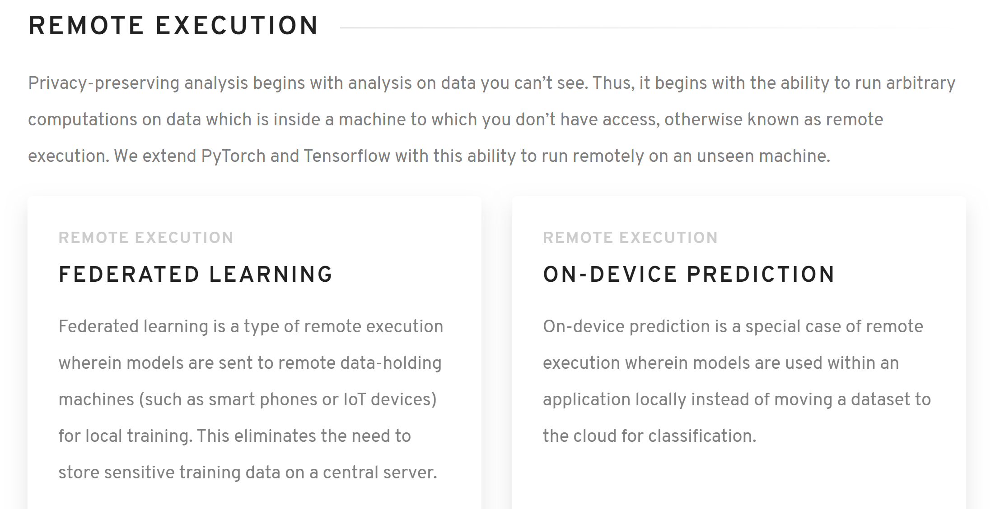 REMOTE EXECUTION
Privacy-preserving analysis begins with analysis on data you can’t see. Thus, it begins with the ability to run arbitrary
computations on data which is inside a machine to which you don’t have access, otherwise known as remote
execution. We extend PyTorch and Tensorflow with this ability to run remotely on an unseen machine.
REMOTE EXECUTION
FEDERATED LEARNING
Federated learning is a type of remote execution
wherein models are sent to remote data-holding
machines (such as smart phones or IoT devices)
for local training. This eliminates the need to
store sensitive training data on a central server.
REMOTE EXECUTION
ON-DEVICE PREDICTION
On-device prediction is a special case of remote
execution wherein models are used within an
application locally instead of moving a dataset to
the cloud for classification.